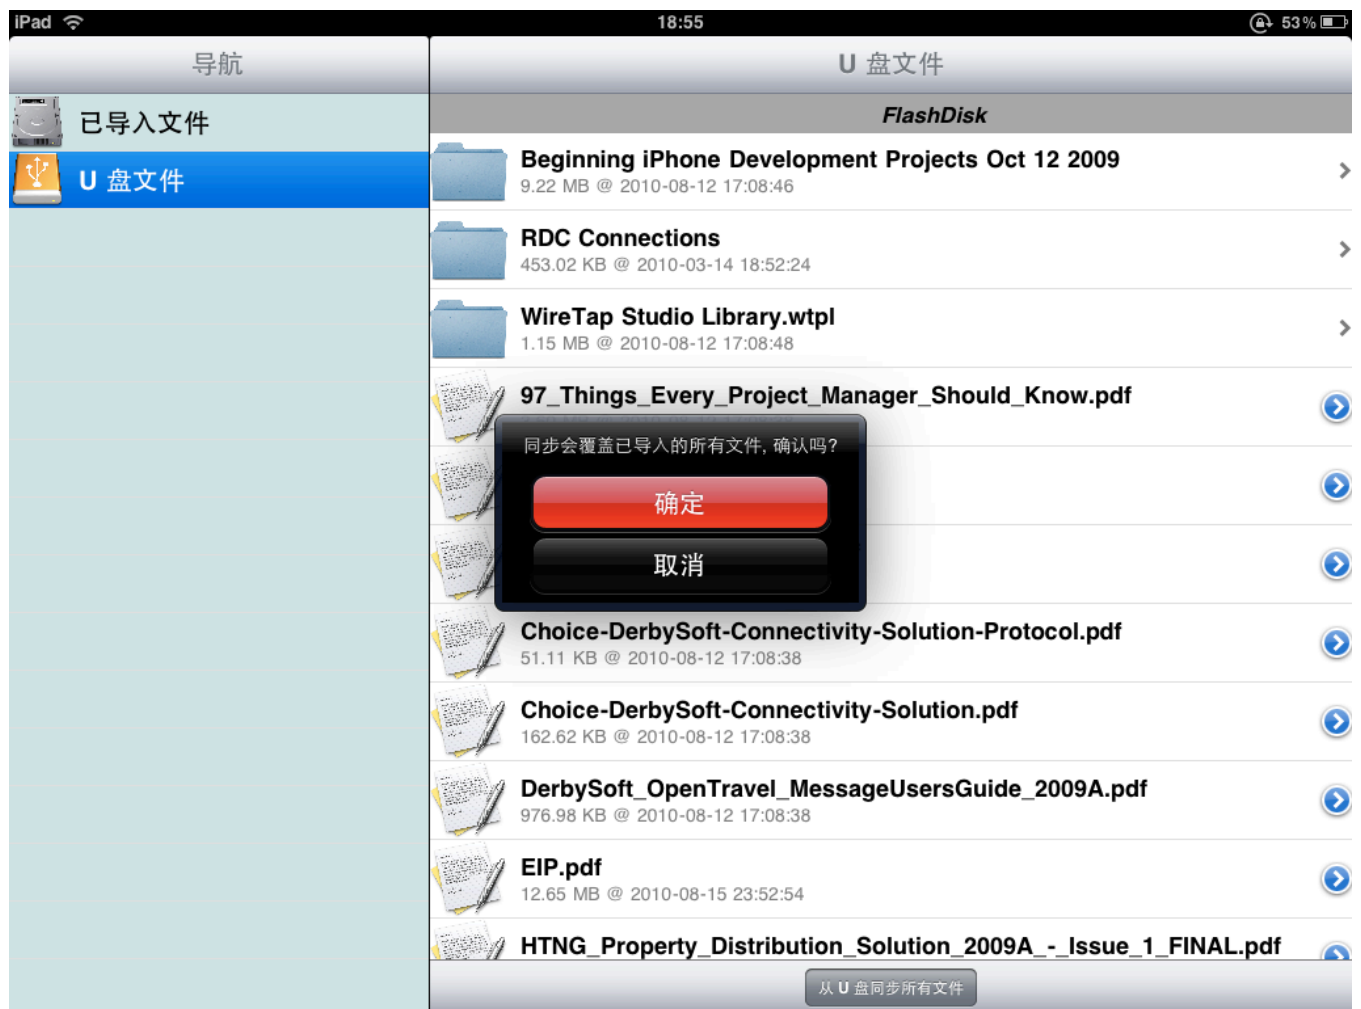 iPad 18:55 53%
导航
已导入文件
U 盘文件
U 盘文件
FlashDisk
Beginning iPhone Development Projects Oct 12 2009
9.22 MB @ 2010-08-12 17:08:46
RDC Connections
453.02 KB @ 2010-03-14 18:52:24
WireTap Studio Library.wtpl
1.15 MB @ 2010-08-12 17:08:48
97_Things_Every_Project_Manager_Should_Know.pdf
同步会覆盖已导入的所有文件, 确认吗?
确定
取消
Choice-DerbySoft-Connectivity-Solution-Protocol.pdf
51.11 KB @ 2010-08-12 17:08:38
Choice-DerbySoft-Connectivity-Solution.pdf
162.62 KB @ 2010-08-12 17:08:38
DerbySoft_OpenTravel_MessageUsersGuide_2009A.pdf
976.98 KB @ 2010-08-12 17:08:38
EIP.pdf
12.65 MB @ 2010-08-15 23:52:54
HTNG_Property_Distribution_Solution_2009A_-_Issue_1_FINAL.pdf
从 U 盘同步所有文件